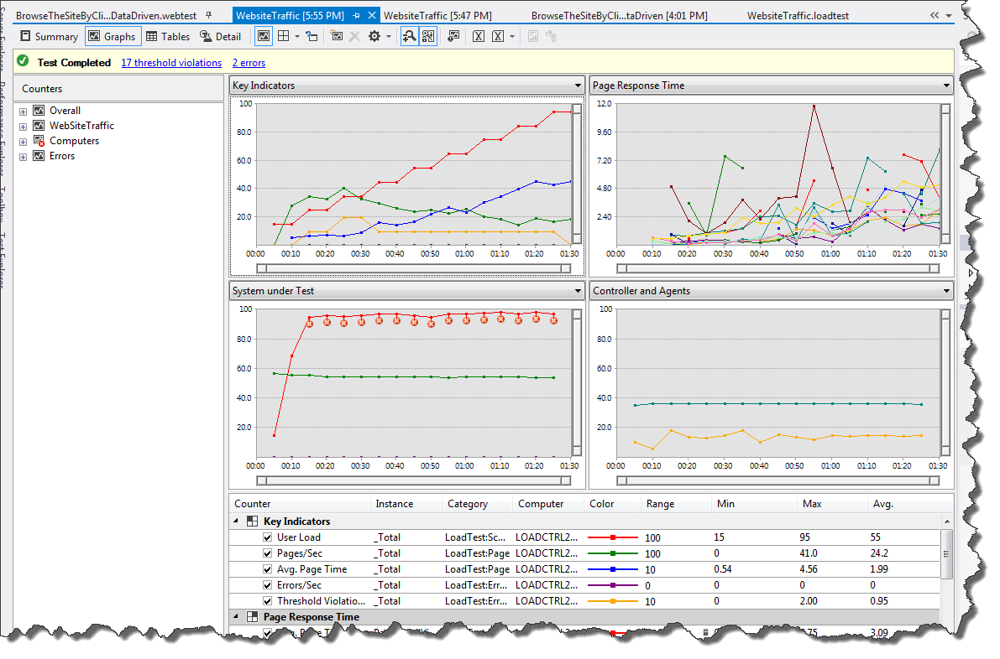 BrowseTheSiteByCli...DataDriven.webtest WebsiteTraffic [5:55 PM] WebsiteTraffic [5:47 PM] BrowseTheSiteByCli...taDriven [4:01 PM] WebsiteTraffic.loadtest
Summary Graphs Tables Detail
Test Completed 17 threshold violations 2 errors
Counters
Overall
WebSiteTraffic
Computers
Errors
Key Indicators
100
80.0
60.0
40.0
20.0
00:00 00:10 00:20 00:30 00:40 00:50 01:00 01:10 01:20 01:30
Page Response Time
12.0
9.60
7.20
4.80
2.40
00:00 00:10 00:20 00:30 00:40 00:50 01:00 01:10 01:20 01:30
System under Test
100
80.0
60.0
40.0
20.0
00:00 00:10 00:20 00:30 00:40 00:50 01:00 01:10 01:20 01:30
Controller and Agents
100
80.0
60.0
40.0
20.0
00:00 00:10 00:20 00:30 00:40 00:50 01:00 01:10 01:20 01:30
Counter Instance Category Computer Color Range Min Max Avg.
Key Indicators
User Load _Total LoadTest:Sc... LOADCTRL2... 100 15 95 55
Pages/Sec _Total LoadTest:Page LOADCTRL2... 100 0 41.0 24.2
Avg. Page Time _Total LoadTest:Page LOADCTRL2... 10 0.54 4.56 1.99
Errors/Sec _Total LoadTest:Err... LOADCTRL2... 0 0 0 0
Threshold Violatio... _Total LoadTest:Err... LOADCTRL2... 10 0 2.00 0.95
Page Response Time
3.09